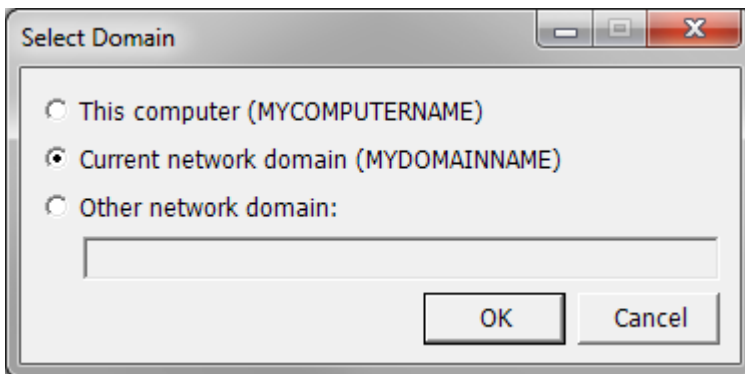 Select Domain
This computer (MYCOMPUTERNAME)
Current network domain (MYDOMAINNAME)
Other network domain:
OK Cancel